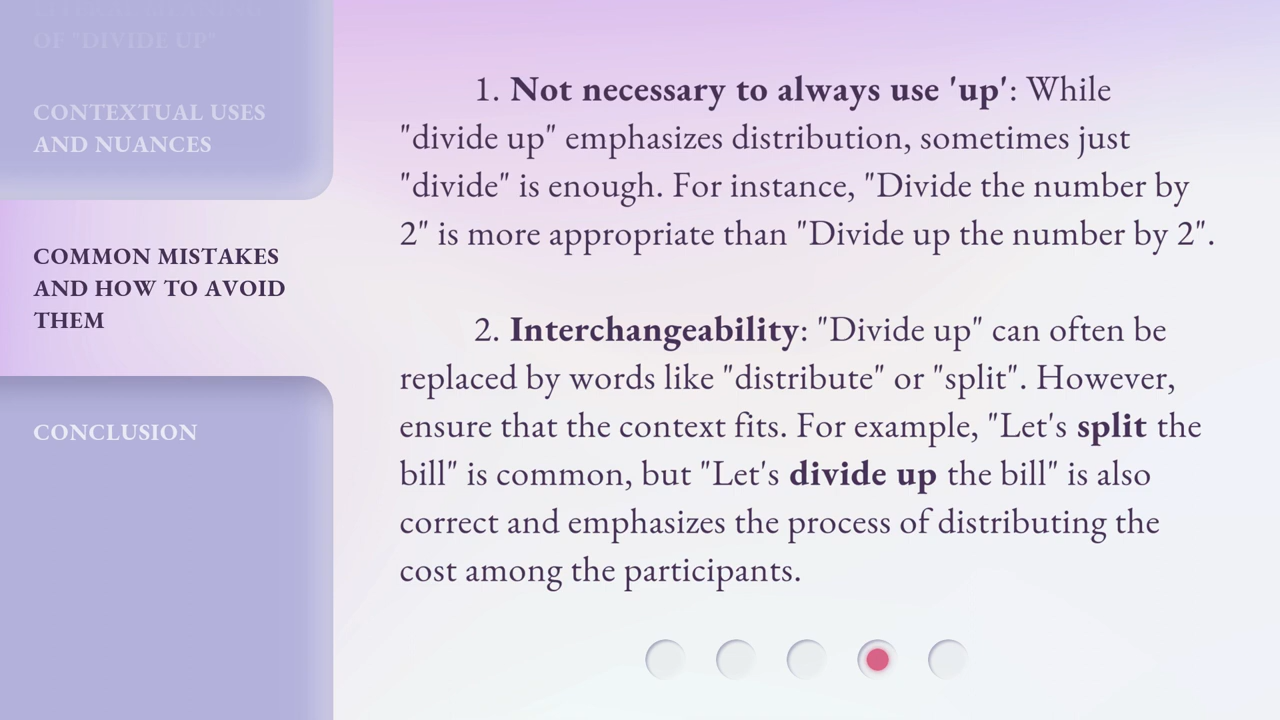 OF "DIVIDE UP"
CONTEXTUAL USES
AND NUANCES
COMMON MISTAKES
AND HOW TO AVOID
THEM
CONCLUSION
1. Not necessary to always use 'up': While
"divide up" emphasizes distribution, sometimes just
"divide" is enough. For instance, "Divide the number by
2" is more appropriate than "Divide up the number by 2".
2. Interchangeability: "Divide up" can often be
replaced by words like "distribute" or "split". However,
ensure that the context fits. For example, "Let's split the
bill" is common, but "Let's divide up the bill" is also
correct and emphasizes the process of distributing the
cost among the participants.